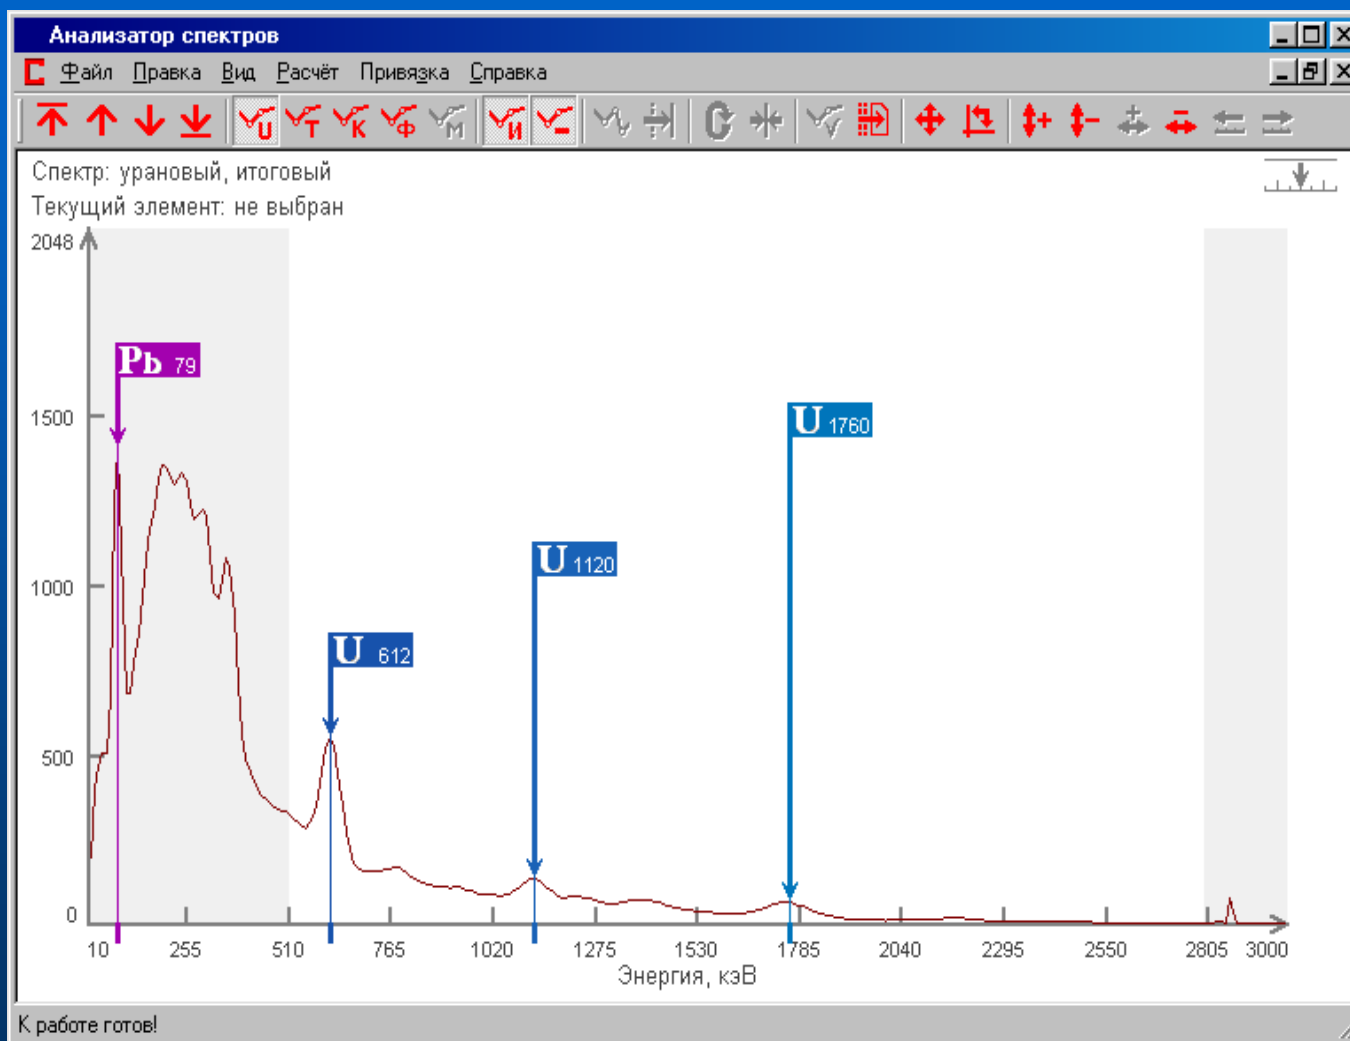 Анализатор спектров
Файл Правка Вид Расчёт Привязка Справка
U Т К Ф М И
Спектр: урановый, итоговый
Текущий элемент: не выбран
2048
1500
1000
500
0
Pb 79
U 612
U 1120
U 1760
10 255 510 765 1020 1275 1530 1785 2040 2295 2550 2805 3000
Энергия, кэВ
К работе готов!